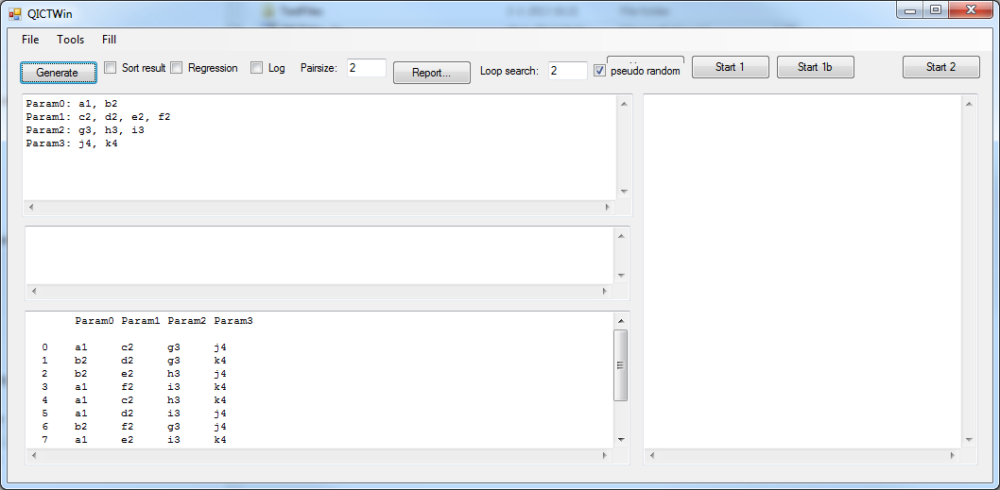 QICTWin
File Tools Fill
Generate Sort result Regression Log Pairsize: 2 Report... Loop search: 2 pseudo random Start 1 Start 1b Start 2
Param0: a1, b2
Param1: c2, d2, e2, f2
Param2: g3, h3, i3
Param3: j4, k4
Param0 Param1 Param2 Param3
0 a1 c2 g3 j4
1 b2 d2 g3 k4
2 b2 e2 h3 j4
3 a1 f2 i3 k4
4 a1 c2 h3 k4
5 a1 d2 i3 j4
6 b2 f2 g3 j4
7 a1 e2 i3 k4